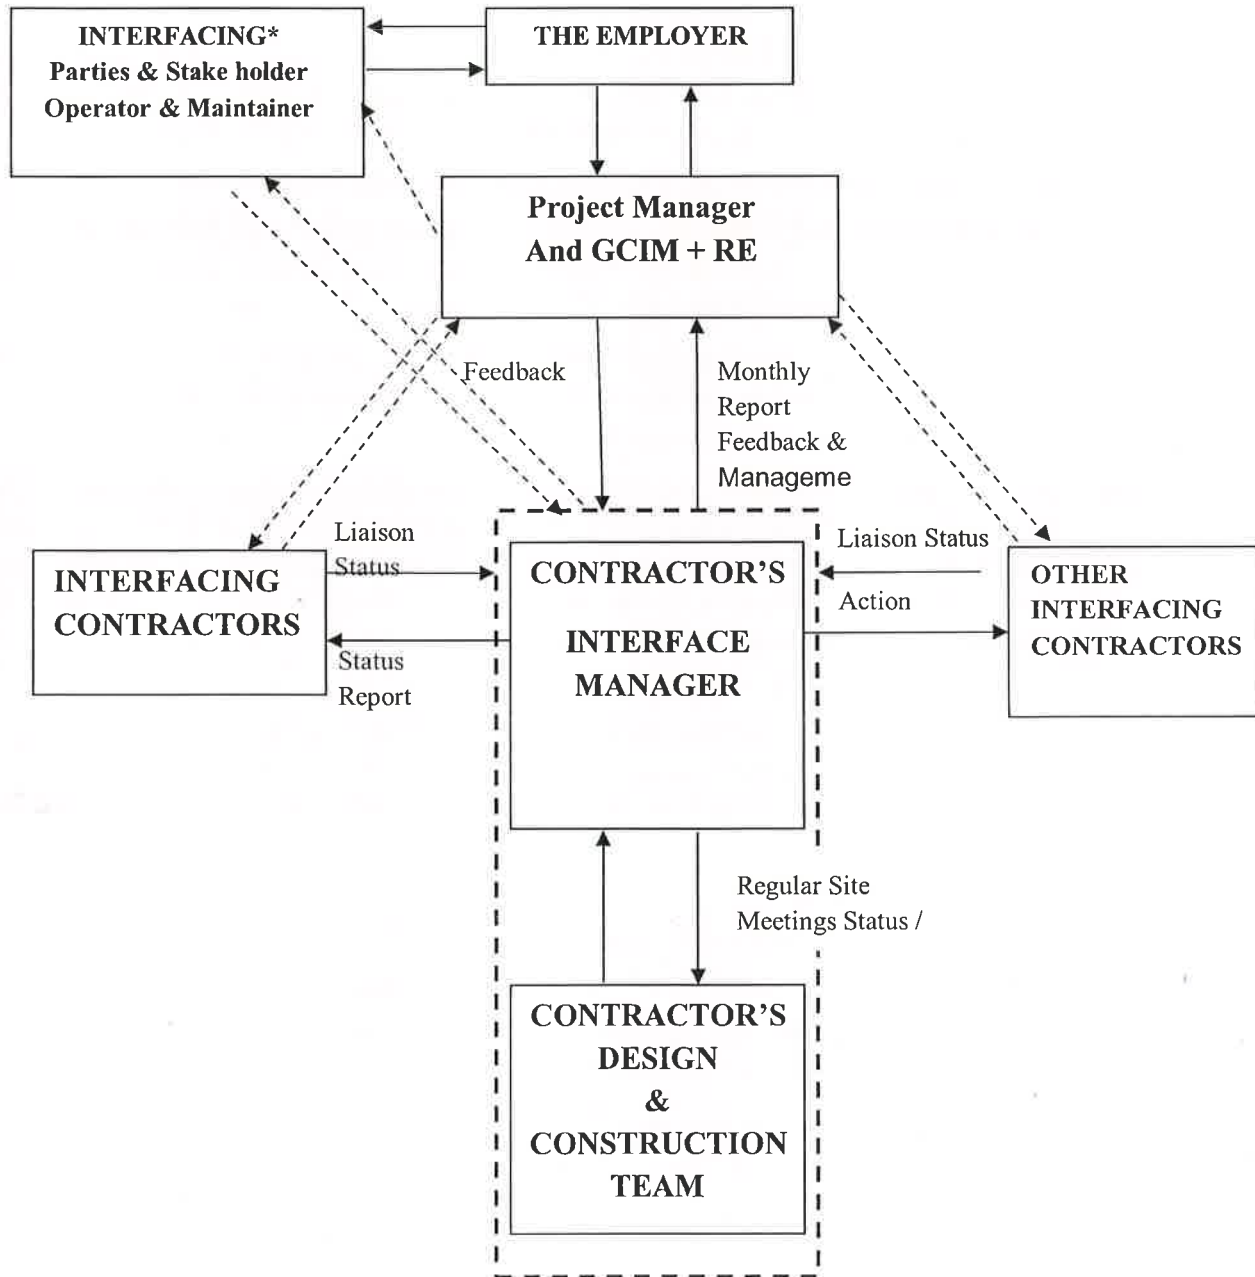 INTERFACING*
Parties & Stake holder
Operator & Maintainer
THE EMPLOYER
Project Manager
And GCIM + RE
Feedback
Monthly
Report
Feedback &
Manageme
Liaison
Status
INTERFACING
CONTRACTORS
Status
Report
CONTRACTOR’S
INTERFACE
MANAGER
Liaison Status
Action
OTHER
INTERFACING
CONTRACTORS
Regular Site
Meetings Status /
CONTRACTOR’S
DESIGN
&
CONSTRUCTION
TEAM